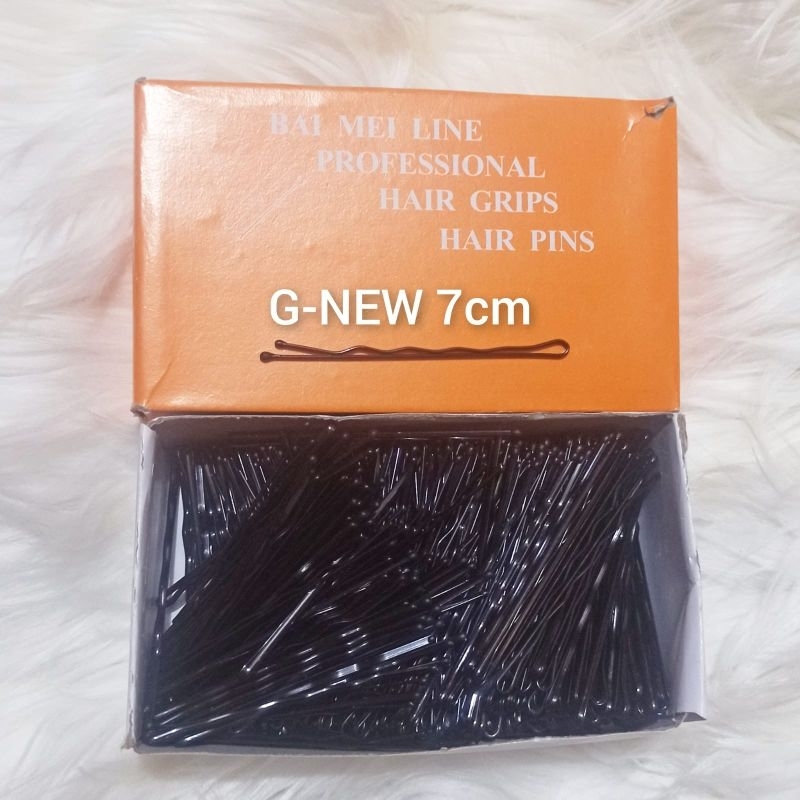 BAI MEI LINE
PROFESSIONAL
HAIR GRIPS
HAIR PINS
G-NEW 7cm